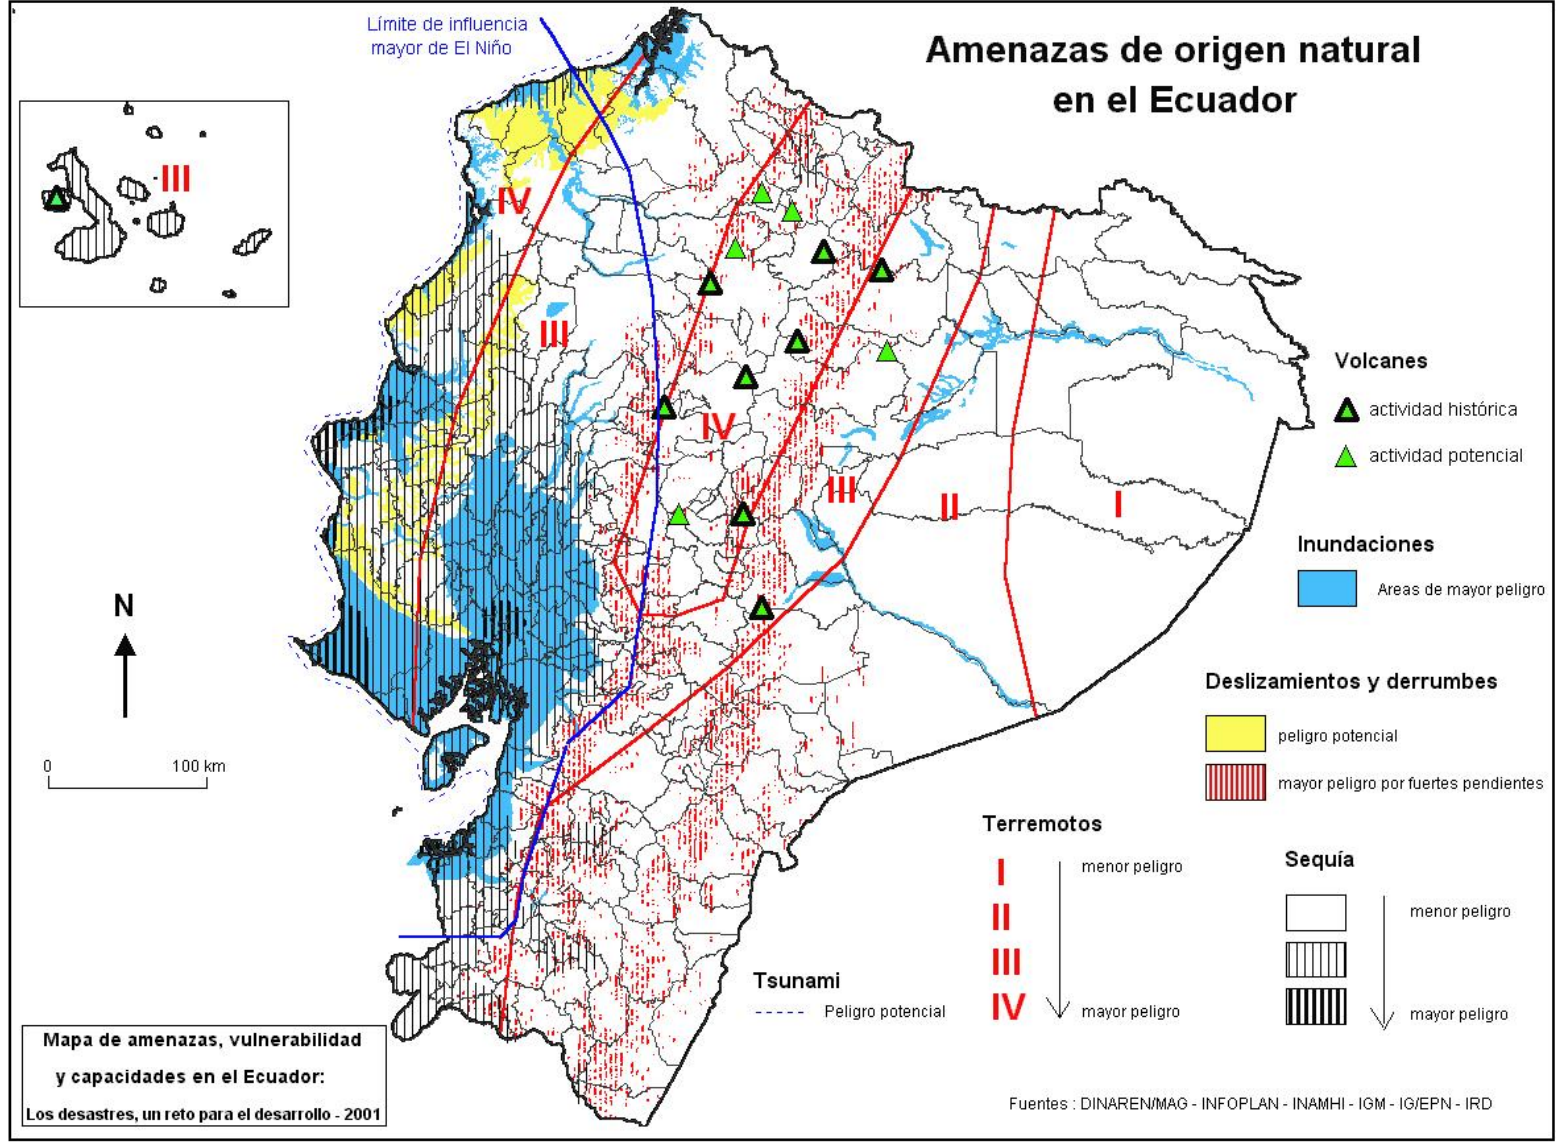 Límite de influencia
mayor de El Niño
Amenazas de origen natural
en el Ecuador
III
IV
III
IV
III
II
I
Volcanes
actividad histórica
actividad potencial
Inundaciones
Areas de mayor peligro
N
0 100 km
Deslizamientos y derrumbes
peligro potencial
mayor peligro por fuertes pendientes
Terremotos
I menor peligro
II
III
IV mayor peligro
Sequía
menor peligro
mayor peligro
Tsunami
Peligro potencial
Mapa de amenazas, vulnerabilidad
y capacidades en el Ecuador:
Los desastres, un reto para el desarrollo - 2001
Fuentes : DINAREN/MAG - INFOPLAN - INAMHI - IGM - IG/EPN - IRD